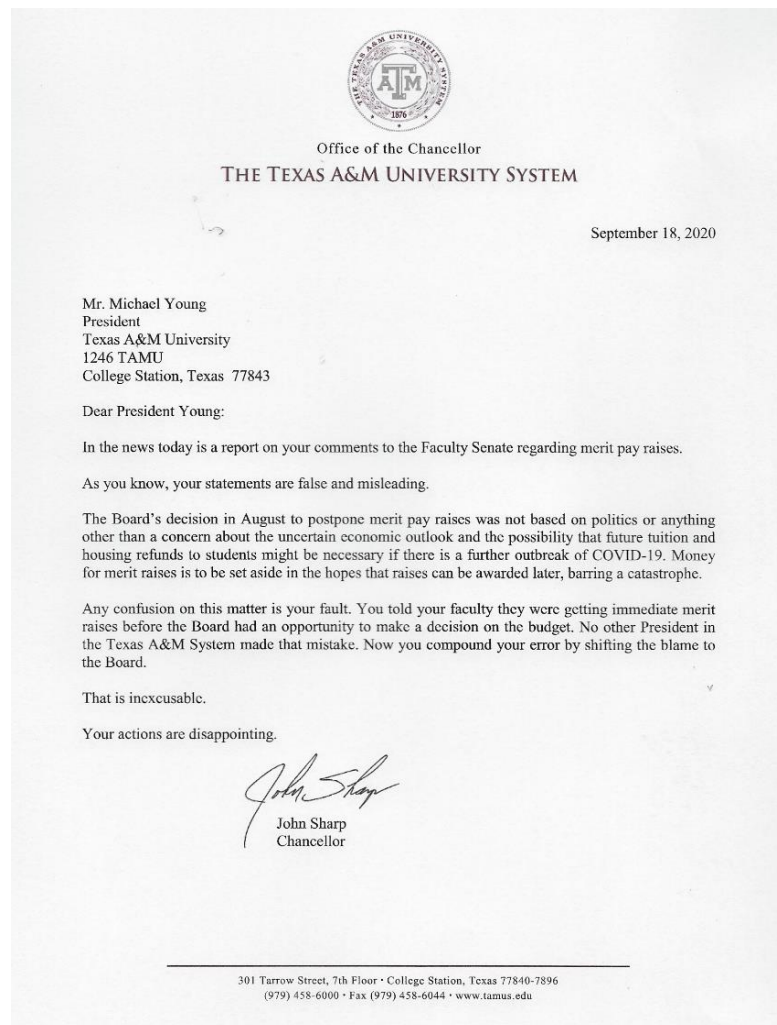 THE TEXAS A&M UNIVERSITY SYSTEM
ATM
1876
Office of the Chancellor
THE TEXAS A&M UNIVERSITY SYSTEM
September 18, 2020
Mr. Michael Young
President
Texas A&M University
1246 TAMU
College Station, Texas 77843
Dear President Young:
In the news today is a report on your comments to the Faculty Senate regarding merit pay raises.
As you know, your statements are false and misleading.
The Board's decision in August to postpone merit pay raises was not based on politics or anything
other than a concern about the uncertain economic outlook and the possibility that future tuition and
housing refunds to students might be necessary if there is a further outbreak of COVID-19. Money
for merit raises is to be set aside in the hopes that raises can be awarded later, barring a catastrophe.
Any confusion on this matter is your fault. You told your faculty they were getting immediate merit
raises before the Board had an opportunity to make a decision on the budget. No other President in
the Texas A&M System made that mistake. Now you compound your error by shifting the blame to
the Board.
That is inexcusable.
Your actions are disappointing.
John Sharp
John Sharp
Chancellor
301 Tarrow Street, 7th Floor • College Station, Texas 77840-7896
(979) 458-6000 • Fax (979) 458-6044 • www.tamus.edu